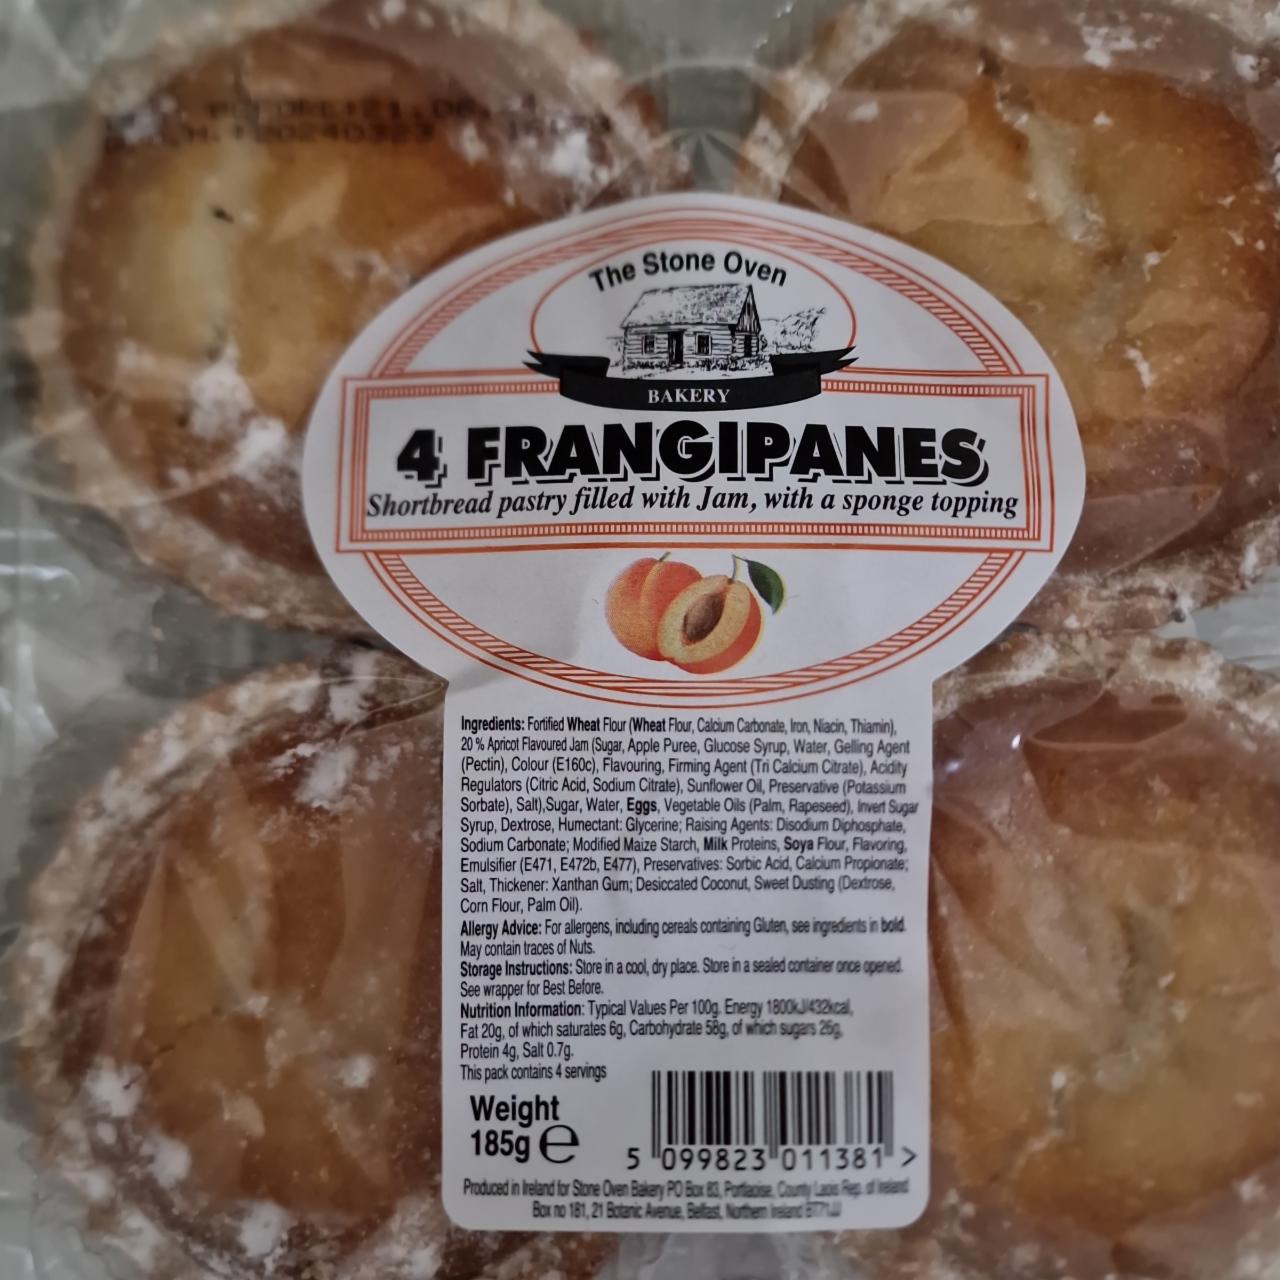 The Stone Oven
BAKERY
4 FRANGIPANES
Shortbread pastry filled with Jam, with a sponge topping
Ingredients: Fortified Wheat Flour (Wheat Flour, Calcium Carbonate, Iron, Niacin, Thiamin),
20 % Apricot Flavoured Jam (Sugar, Apple Puree, Glucose Syrup, Water, Gelling Agent
(Pectin), Colour (E160c), Flavouring, Firming Agent (Tri Calcium Citrate), Acidity
Regulators (Citric Acid, Sodium Citrate), Sunflower Oil, Preservative (Potassium
Sorbate), Salt),Sugar, Water, Eggs, Vegetable Oils (Palm, Rapeseed), Invert Sugar
Syrup, Dextrose, Humectant: Glycerine; Raising Agents: Disodium Diphosphate,
Sodium Carbonate; Modified Maize Starch, Milk Proteins, Soya Flour, Flavoring,
Emulsifier (E471, E472b, E477), Preservatives: Sorbic Acid, Calcium Propionate;
Salt, Thickener: Xanthan Gum; Desiccated Coconut, Sweet Dusting (Dextrose,
Corn Flour, Palm Oil).
Allergy Advice: For allergens, including cereals containing Gluten, see ingredients in bold.
May contain traces of Nuts.
Storage Instructions: Store in a cool, dry place. Store in a sealed container once opened.
See wrapper for Best Before.
Nutrition Information: Typical Values Per 100g. Energy 1800kJ/432kcal,
Fat 20g, of which saturates 6g, Carbohydrate 58g, of which sugars 26g,
Protein 4g, Salt 0.7g.
This pack contains 4 servings
Weight
185g e
5 099823 011381 >
Produced in Ireland for Stone Oven Bakery PO Box 83, Portlaoise, County Laois Rep. of Ireland
Box no 181, 21 Botanic Avenue, Belfast, Northern Ireland